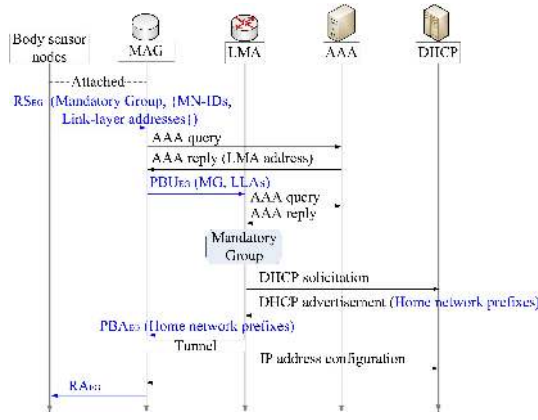 Body sensor
nodes
MAG
LMA
AAA
DHCP
Attached
RSEG (Mandatory Group, {MN-IDs,
Link-layer addresses})
AAA query
AAA reply (LMA address)
PBUEG (MG, LLAs)
AAA query
AAA reply
Mandatory
Group
DHCP solicitation
DHCP advertisement (Home network prefixes)
PBAEG (Home network prefixes)
Tunnel
IP address configuration
RAEG